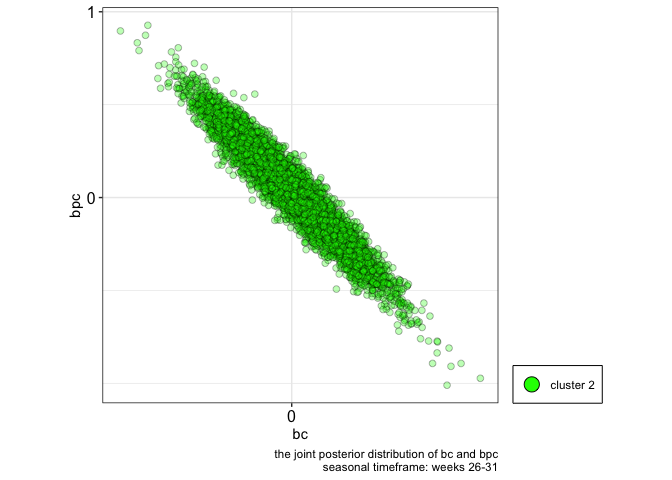 1
bpc
0
0
bc
cluster 2
the joint posterior distribution of bc and bpc
seasonal timeframe: weeks 26-31